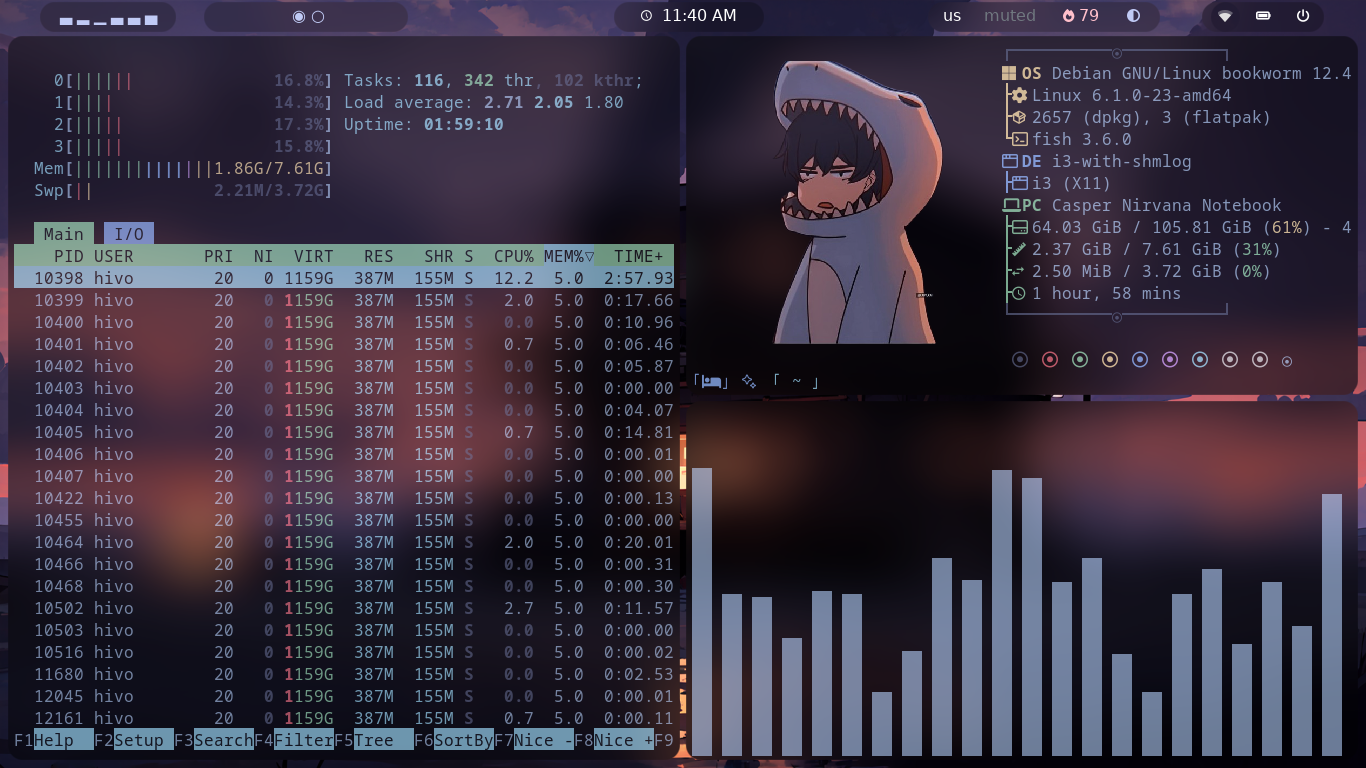 11:40 AM
us muted 79
0[||||||16.8%]
1[||||14.3%]
2[|||||17.3%]
3[|||||15.8%]
Mem[||||||||||||||1.86G/7.61G]
Swp[||2.21M/3.72G]
Tasks: 116, 342 thr, 102 kthr;
Load average: 2.71 2.05 1.80
Uptime: 01:59:10
Main I/O
PID USER PRI NI VIRT RES SHR S CPU% MEM%▽ TIME+
10398 hivo 20 0 1159G 387M 155M S 12.2 5.0 2:57.93
10399 hivo 20 0 1159G 387M 155M S 2.0 5.0 0:17.66
10400 hivo 20 0 1159G 387M 155M S 0.0 5.0 0:10.96
10401 hivo 20 0 1159G 387M 155M S 0.7 5.0 0:06.46
10402 hivo 20 0 1159G 387M 155M S 0.0 5.0 0:05.87
10403 hivo 20 0 1159G 387M 155M S 0.0 5.0 0:00.00
10404 hivo 20 0 1159G 387M 155M S 0.0 5.0 0:04.07
10405 hivo 20 0 1159G 387M 155M S 0.7 5.0 0:14.81
10406 hivo 20 0 1159G 387M 155M S 0.0 5.0 0:00.01
10407 hivo 20 0 1159G 387M 155M S 0.0 5.0 0:00.00
10422 hivo 20 0 1159G 387M 155M S 0.0 5.0 0:00.13
10455 hivo 20 0 1159G 387M 155M S 0.0 5.0 0:00.00
10464 hivo 20 0 1159G 387M 155M S 2.0 5.0 0:20.01
10466 hivo 20 0 1159G 387M 155M S 0.0 5.0 0:00.31
10468 hivo 20 0 1159G 387M 155M S 0.0 5.0 0:00.30
10502 hivo 20 0 1159G 387M 155M S 2.7 5.0 0:11.57
10503 hivo 20 0 1159G 387M 155M S 0.0 5.0 0:00.00
10516 hivo 20 0 1159G 387M 155M S 0.0 5.0 0:00.02
11680 hivo 20 0 1159G 387M 155M S 0.0 5.0 0:02.53
12045 hivo 20 0 1159G 387M 155M S 0.0 5.0 0:00.01
12161 hivo 20 0 1159G 387M 155M S 0.7 5.0 0:00.11
F1Help F2Setup F3SearchF4FilterF5Tree F6SortByF7Nice -F8Nice +F9
OS Debian GNU/Linux bookworm 12.4
Linux 6.1.0-23-amd64
2657 (dpkg), 3 (flatpak)
fish 3.6.0
DE i3-with-shmlog
i3 (X11)
PC Casper Nirvana Notebook
64.03 GiB / 105.81 GiB (61%) - 4
2.37 GiB / 7.61 GiB (31%)
2.50 MiB / 3.72 GiB (0%)
1 hour, 58 mins
「 」 「 ~ 」